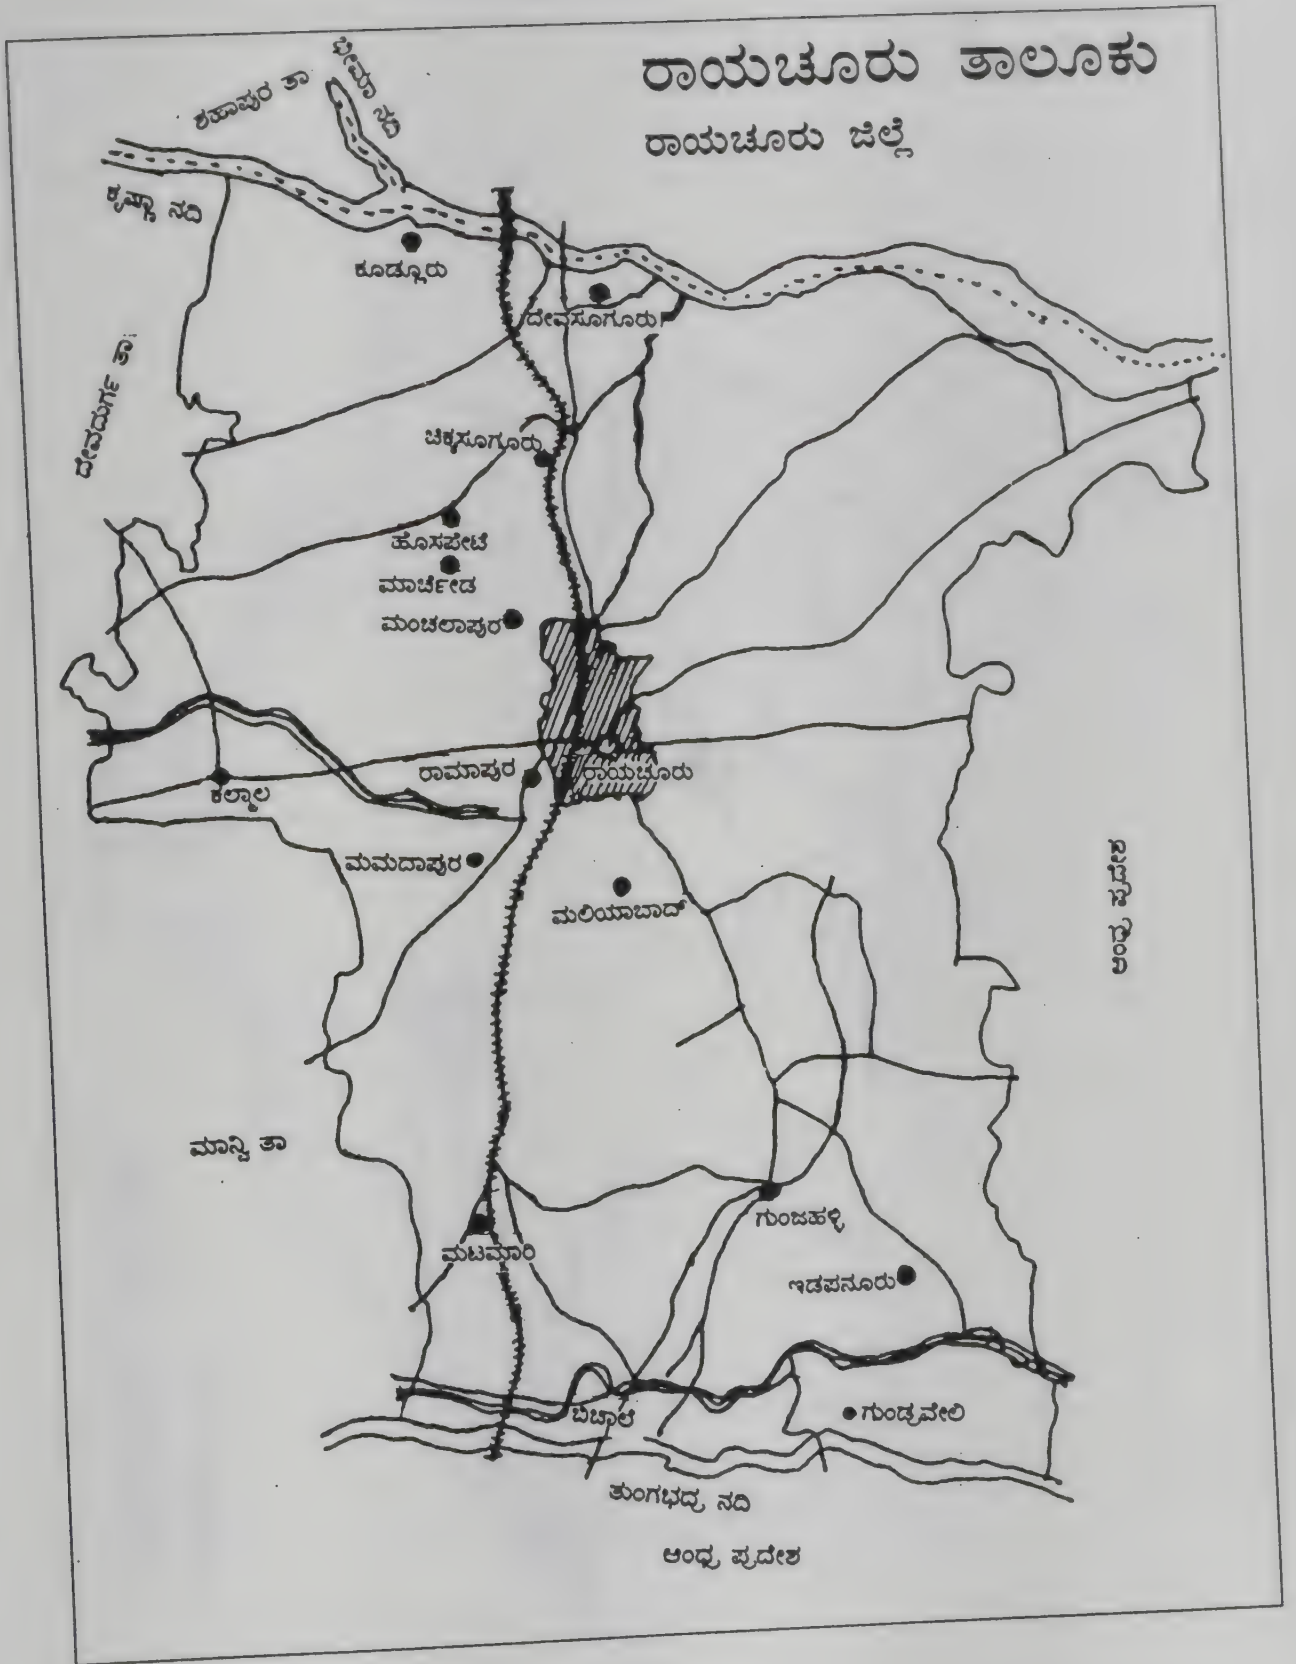 ರಾಯಚೂರು ತಾಲೂಕು
ರಾಯಚೂರು ಜಿಲ್ಲೆ
ಶಹಾಪುರ ತಾ
ಭೀಮಾ ನದಿ
ಕೃಷ್ಣಾ ನದಿ
ಕೂಡ್ಲೂರು
ದೇವಸೂಗೂರು
ದೇವದುರ್ಗ ತಾ
ಚಿಕ್ಕಸೂಗೂರು
ಹೊಸಪೇಟೆ
ಮಾರ್ಚೇಡ
ಮಂಚಲಾಪುರ
ರಾಮಾಪುರ
ರಾಯಚೂರು
ಕಲ್ಮಾಲ
ಮಮದಾಪುರ
ಮಲಿಯಾಬಾದ್
ಆಂಧ್ರ ಪ್ರದೇಶ
ಮಾನ್ವಿ ತಾ
ಗುಂಜಹಳ್ಳಿ
ಮಟಮಾರಿ
ಇಡಪನೂರು
ಬಿಚಾಲೆ
ಗುಂಡ್ರವೇಲಿ
ತುಂಗಭದ್ರ ನದಿ
ಆಂಧ್ರ ಪ್ರದೇಶ